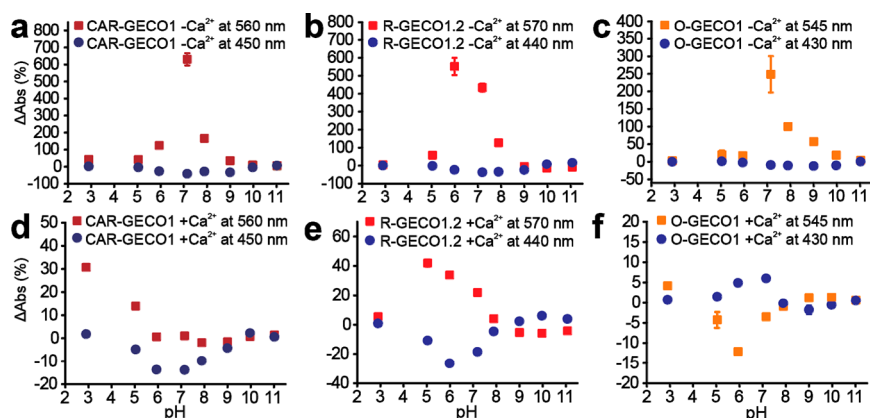 a
CAR-GECO1 -Ca²⁺ at 560 nm
CAR-GECO1 -Ca²⁺ at 450 nm
ΔAbs (%)
800
700
600
500
400
300
200
100
0
-100
2 3 4 5 6 7 8 9 10 11
b
R-GECO1.2 -Ca²⁺ at 570 nm
R-GECO1.2 -Ca²⁺ at 440 nm
800
700
600
500
400
300
200
100
0
-100
2 3 4 5 6 7 8 9 10 11
c
O-GECO1 -Ca²⁺ at 545 nm
O-GECO1 -Ca²⁺ at 430 nm
400
350
300
250
200
150
100
50
0
-50
2 3 4 5 6 7 8 9 10 11
d
CAR-GECO1 +Ca²⁺ at 560 nm
CAR-GECO1 +Ca²⁺ at 450 nm
ΔAbs (%)
50
40
30
20
10
0
-10
-20
2 3 4 5 6 7 8 9 10 11
pH
e
R-GECO1.2 +Ca²⁺ at 570 nm
R-GECO1.2 +Ca²⁺ at 440 nm
60
40
20
0
-20
-40
2 3 4 5 6 7 8 9 10 11
pH
f
O-GECO1 +Ca²⁺ at 545 nm
O-GECO1 +Ca²⁺ at 430 nm
20
15
10
5
0
-5
-10
-15
-20
2 3 4 5 6 7 8 9 10 11
pH